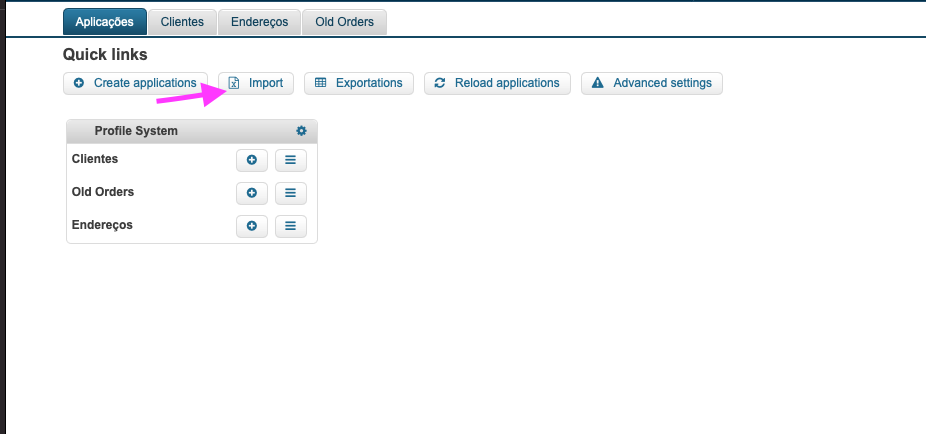 Aplicações Clientes Endereços Old Orders
Quick links
Create applications Import Exportations Reload applications Advanced settings
Profile System
Clientes
Old Orders
Endereços